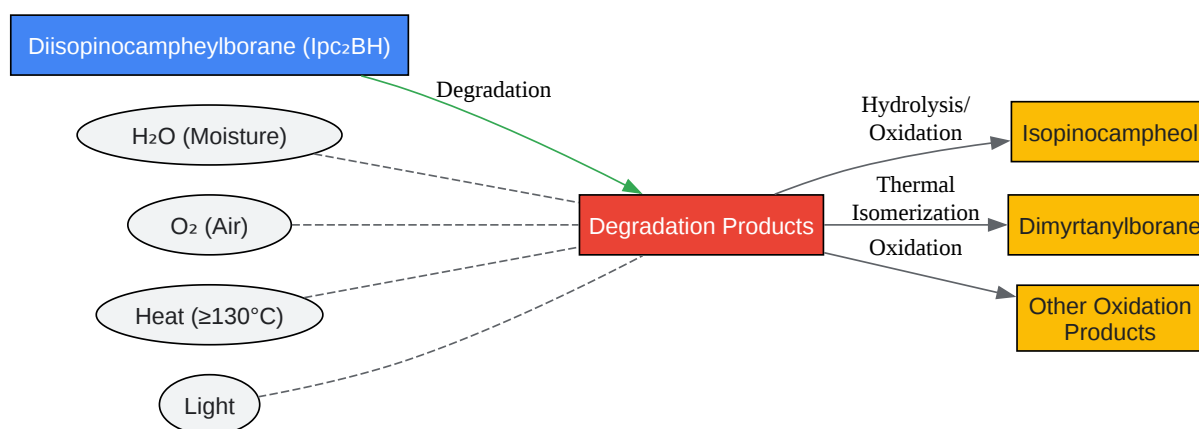 Diisopinocampheylborane (Ipc₂BH)
Degradation
H₂O (Moisture)
O₂ (Air)
Heat (≥130°C)
Light
Degradation Products
Hydrolysis/
Oxidation
Thermal
Isomerization
Oxidation
Isopinocampheol
Dimyrtanylborane
Other Oxidation
Products